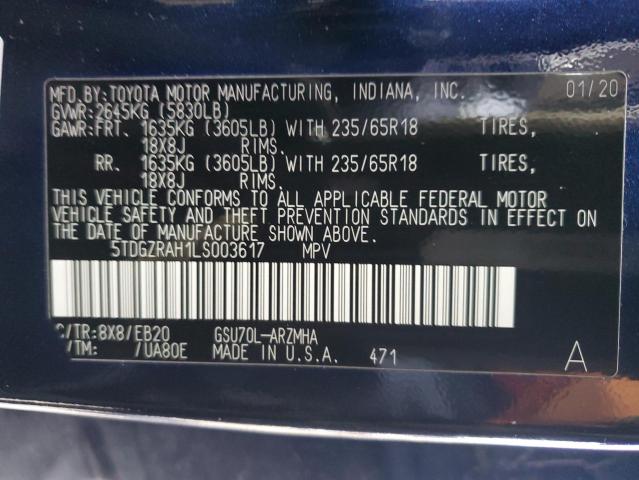 MFD.BY:TOYOTA MOTOR MANUFACTURING, INDIANA, INC. 01/20
GVWR:2645KG (5830LB)
GAWR:FRT. 1635KG (3605LB) WITH 235/65R18 TIRES,
18X8J RIMS.
RR. 1635KG (3605LB) WITH 235/65R18 TIRES,
18X8J RIMS.
THIS VEHICLE CONFORMS TO ALL APPLICABLE FEDERAL MOTOR
VEHICLE SAFETY AND THEFT PREVENTION STANDARDS IN EFFECT ON
THE DATE OF MANUFACTURE SHOWN ABOVE.
5TDGZRAH1LS003617 MPV
C/TR:8X8/EB20 GSU70L-ARZMHA
/TM: /UA80E MADE IN U.S.A. 471 A